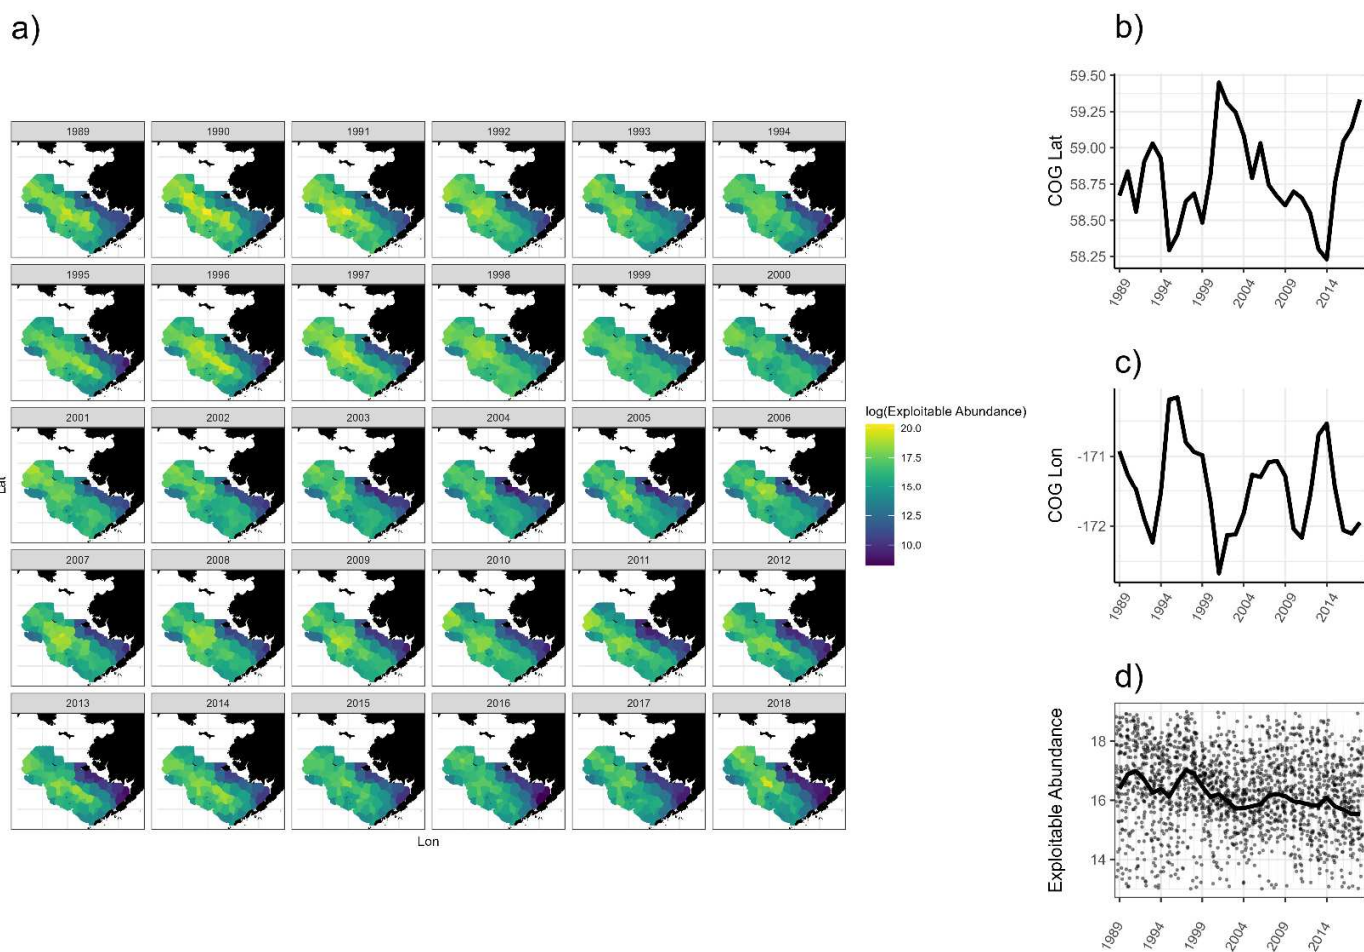 a)
1989 1990 1991 1992 1993 1994
1995 1996 1997 1998 1999 2000
2001 2002 2003 2004 2005 2006
2007 2008 2009 2010 2011 2012
2013 2014 2015 2016 2017 2018
Lat
Lon
log(Exploitable Abundance)
20.0
17.5
15.0
12.5
10.0
b)
COG Lat
59.50
59.25
59.00
58.75
58.50
58.25
1989 1994 1999 2004 2009 2014
c)
COG Lon
-171
-172
1989 1994 1999 2004 2009 2014
d)
Exploitable Abundance
18
16
14
1989 1994 1999 2004 2009 2014